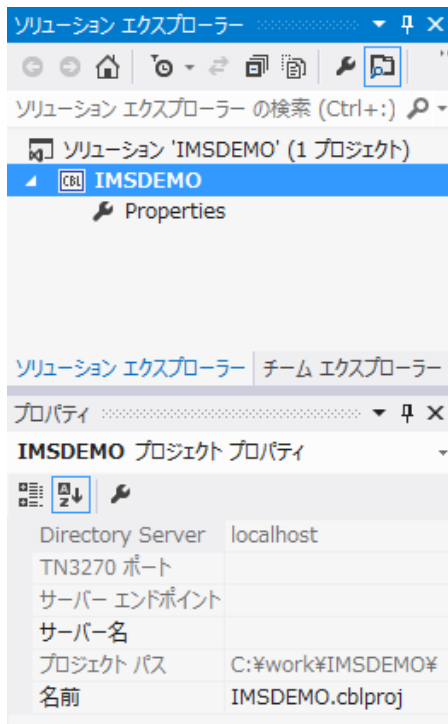 ソリューション エクスプローラー
ソリューション エクスプローラー の検索 (Ctrl+:)
ソリューション 'IMSDEMO' (1 プロジェクト)
CBL IMSDEMO
Properties
ソリューション エクスプローラー チーム エクスプローラー
プロパティ
IMSDEMO プロジェクト プロパティ
Directory Server localhost
TN3270 ポート
サーバー エンドポイント
サーバー名
プロジェクト パス C:¥work¥IMSDEMO¥
名前 IMSDEMO.cblproj